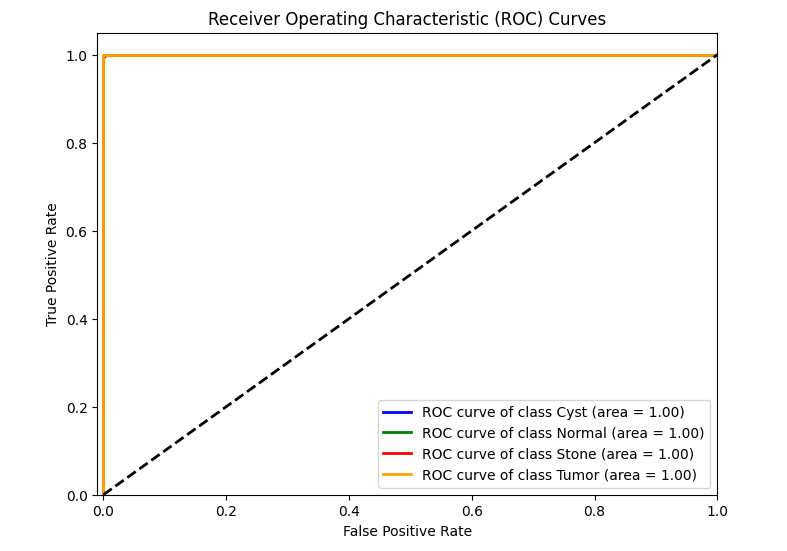 Receiver Operating Characteristic (ROC) Curves
1.0
0.8
0.6
0.4
0.2
0.0
True Positive Rate
ROC curve of class Cyst (area = 1.00)
ROC curve of class Normal (area = 1.00)
ROC curve of class Stone (area = 1.00)
ROC curve of class Tumor (area = 1.00)
0.0 0.2 0.4 0.6 0.8 1.0
False Positive Rate